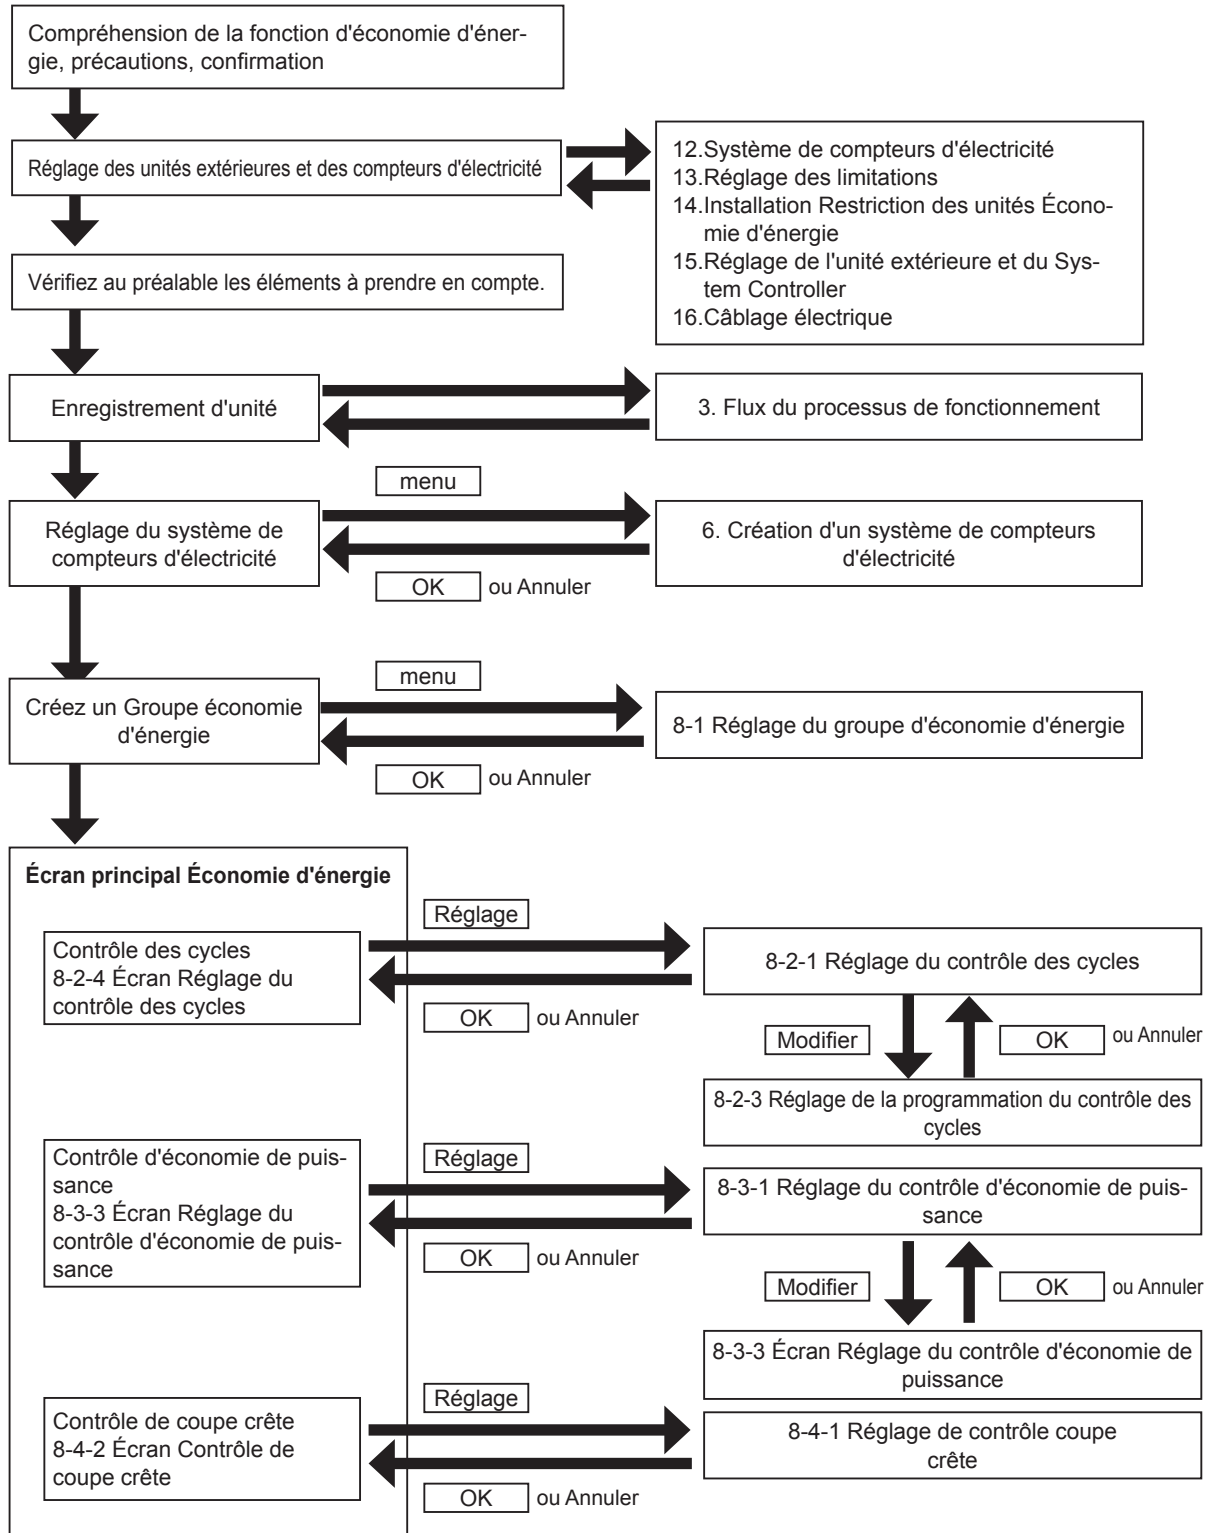 Compréhension de la fonction d'économie d'éner-
gie, précautions, confirmation
Réglage des unités extérieures et des compteurs d'électricité
12.Système de compteurs d'électricité
13.Réglage des limitations
14.Installation Restriction des unités Écono-
mie d'énergie
15.Réglage de l'unité extérieure et du Sys-
tem Controller
16.Câblage électrique
Vérifiez au préalable les éléments à prendre en compte.
Enregistrement d'unité
3. Flux du processus de fonctionnement
menu
Réglage du système de
compteurs d'électricité
6. Création d'un système de compteurs
d'électricité
OK ou Annuler
menu
Créez un Groupe économie
d'énergie
8-1 Réglage du groupe d'économie d'énergie
OK ou Annuler
Écran principal Économie d'énergie
Réglage
Contrôle des cycles
8-2-4 Écran Réglage du
contrôle des cycles
8-2-1 Réglage du contrôle des cycles
OK ou Annuler
Modifier
OK ou Annuler
8-2-3 Réglage de la programmation du contrôle des
cycles
Réglage
Contrôle d'économie de puis-
sance
8-3-3 Écran Réglage du
contrôle d'économie de puis-
sance
8-3-1 Réglage du contrôle d'économie de puis-
sance
OK ou Annuler
Modifier
OK ou Annuler
8-3-3 Écran Réglage du contrôle d'économie de
puissance
Réglage
Contrôle de coupe crête
8-4-2 Écran Contrôle de
coupe crête
8-4-1 Réglage de contrôle coupe
crête
OK ou Annuler